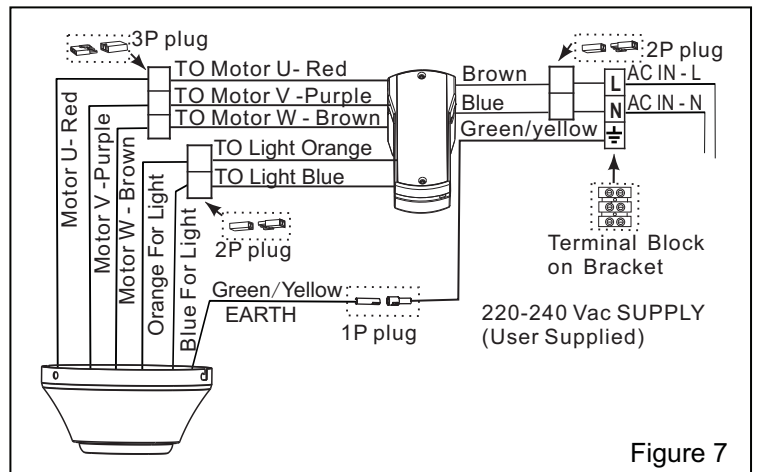 3P plug
TO Motor U- Red
TO Motor V -Purple
TO Motor W - Brown
TO Light Orange
TO Light Blue
2P plug
Motor U- Red
Motor V -Purple
Motor W - Brown
Orange For Light
Blue For Light
Green/Yellow
EARTH
1P plug
Brown
Blue
Green/yellow
2P plug
L
N
AC IN - L
AC IN - N
Terminal Block
on Bracket
220-240 Vac SUPPLY
(User Supplied)
Figure 7